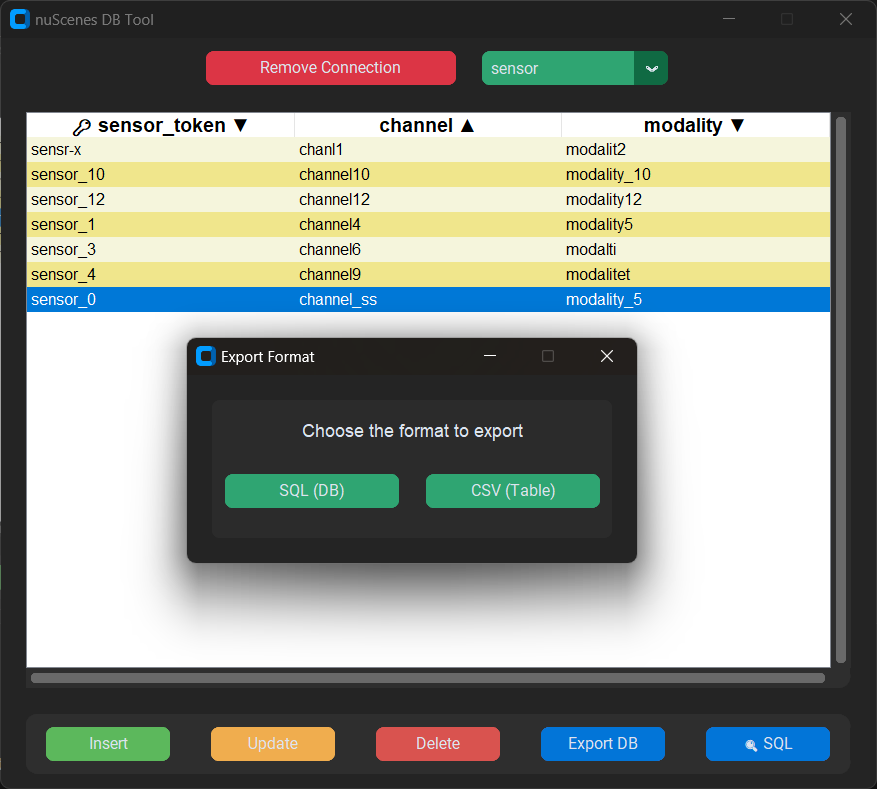 nuScenes DB Tool
Remove Connection
sensor
sensor_token ▼ channel ▲ modality ▼
sensr-x chanl1 modalit2
sensor_10 channel10 modality_10
sensor_12 channel12 modality12
sensor_1 channel4 modality5
sensor_3 channel6 modalti
sensor_4 channel9 modalitet
sensor_0 channel_ss modality_5
Export Format
Choose the format to export
SQL (DB) CSV (Table)
Insert Update Delete Export DB SQL